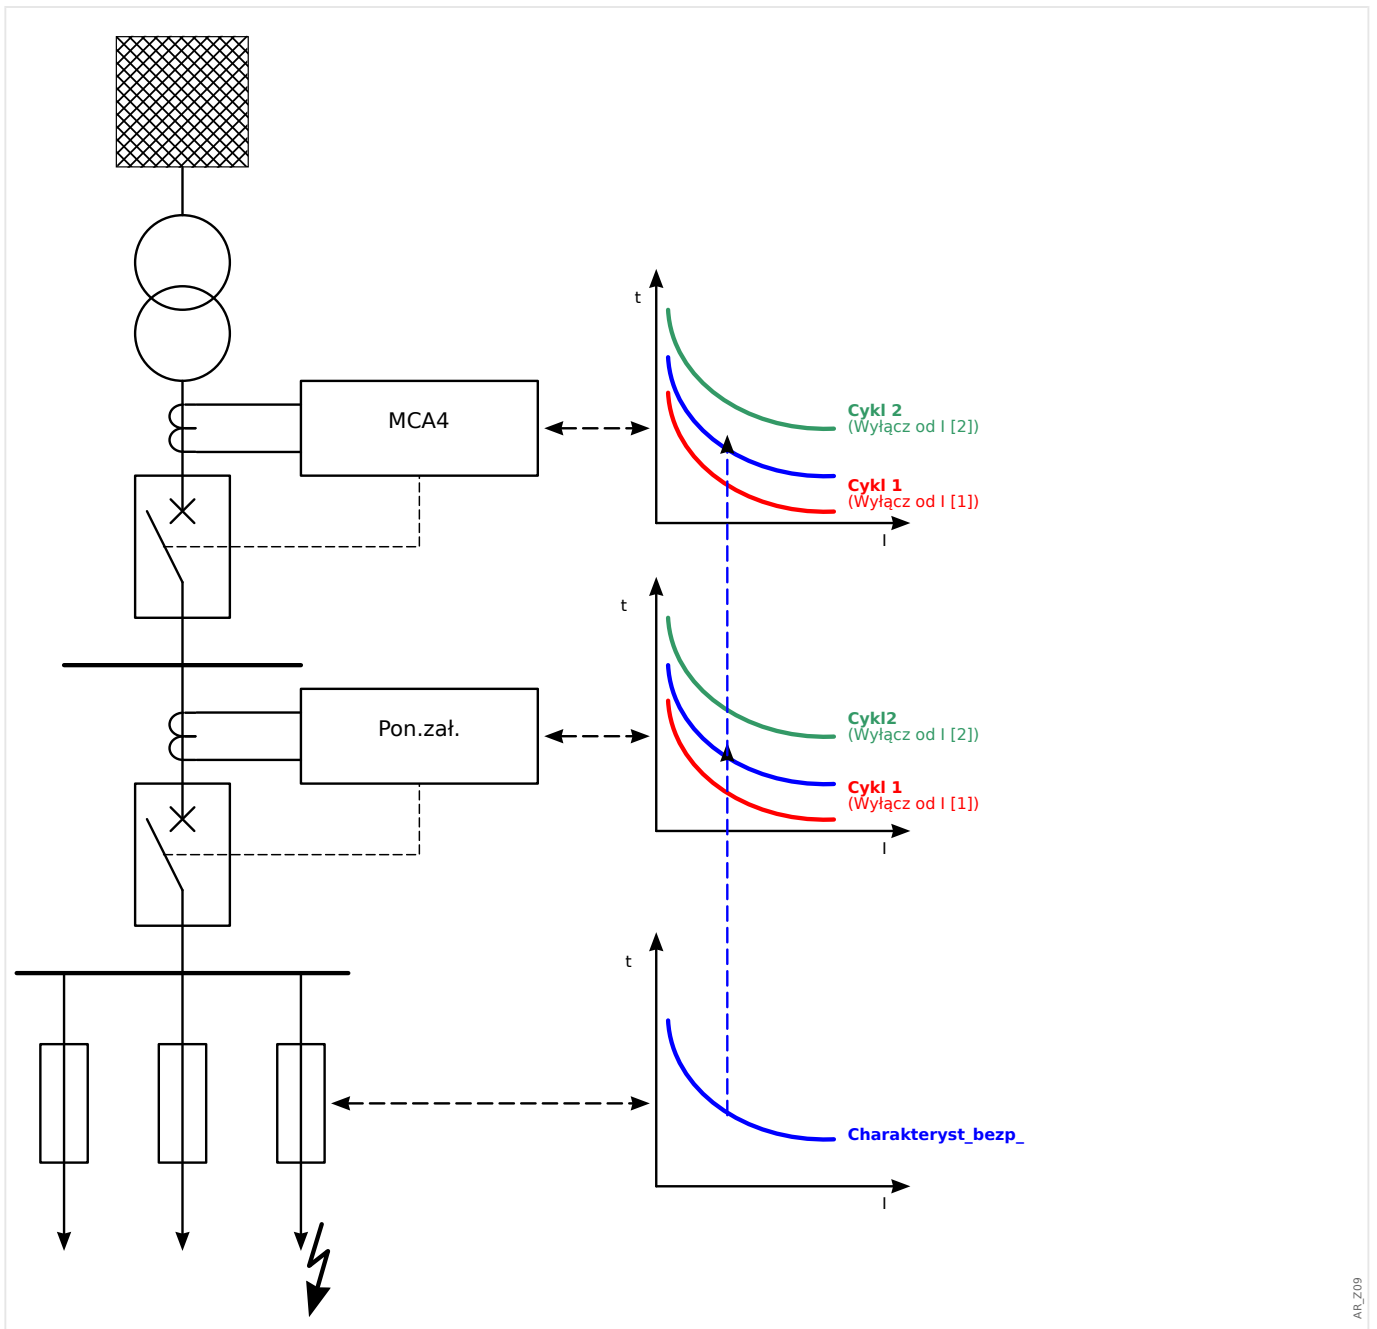 MCA4
t
Cykl 2
(Wyłącz od I [2])
Cykl 1
(Wyłącz od I [1])
I
Pon.zał.
t
Cykl2
(Wyłącz od I [2])
Cykl 1
(Wyłącz od I [1])
I
t
Charakteryst_bezp_
I
AR_Z09